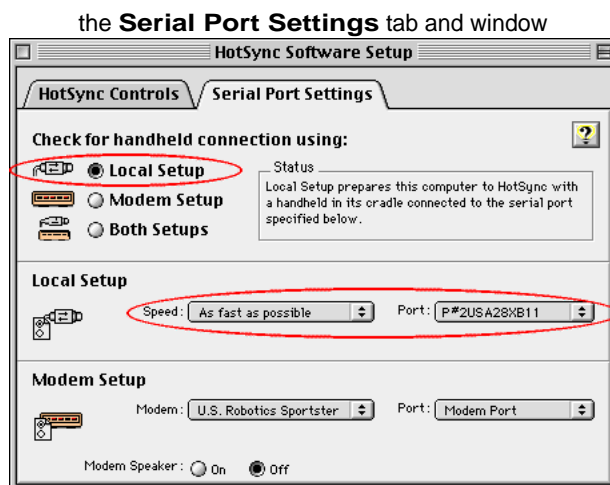 the Serial Port Settings tab and window
HotSync Software Setup
HotSync Controls
Serial Port Settings
Check for handheld connection using:
?
Local Setup
Modem Setup
Both Setups
Status
Local Setup prepares this computer to HotSync with
a handheld in its cradle connected to the serial port
specified below.
Local Setup
Speed: As fast as possible
Port: P#2USA28XB11
Modem Setup
Modem: U.S. Robotics Sportster
Port: Modem Port
Modem Speaker: On Off